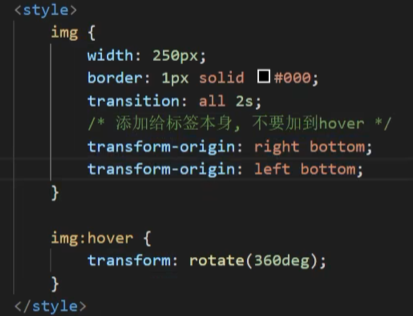 <style>
img {
width: 250px;
border: 1px solid #000;
transition: all 2s;
/* 添加给标签本身, 不要加到hover */
transform-origin: right bottom;
transform-origin: left bottom;
}
img:hover {
transform: rotate(360deg);
}
</style>